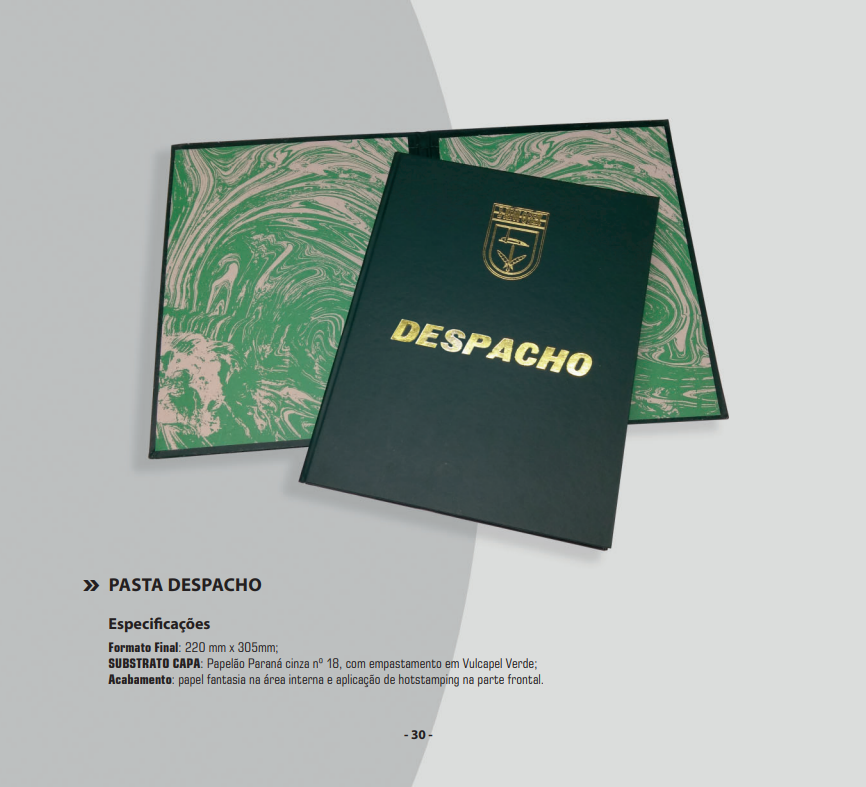 DESPACHO
» PASTA DESPACHO
Especificações
Formato Final: 220 mm x 305mm;
SUBSTRATO CAPA: Papelão Paraná cinza nº 18, com empastamento em Vulcapel Verde;
Acabamento: papel fantasia na área interna e aplicação de hotstamping na parte frontal.
- 30 -